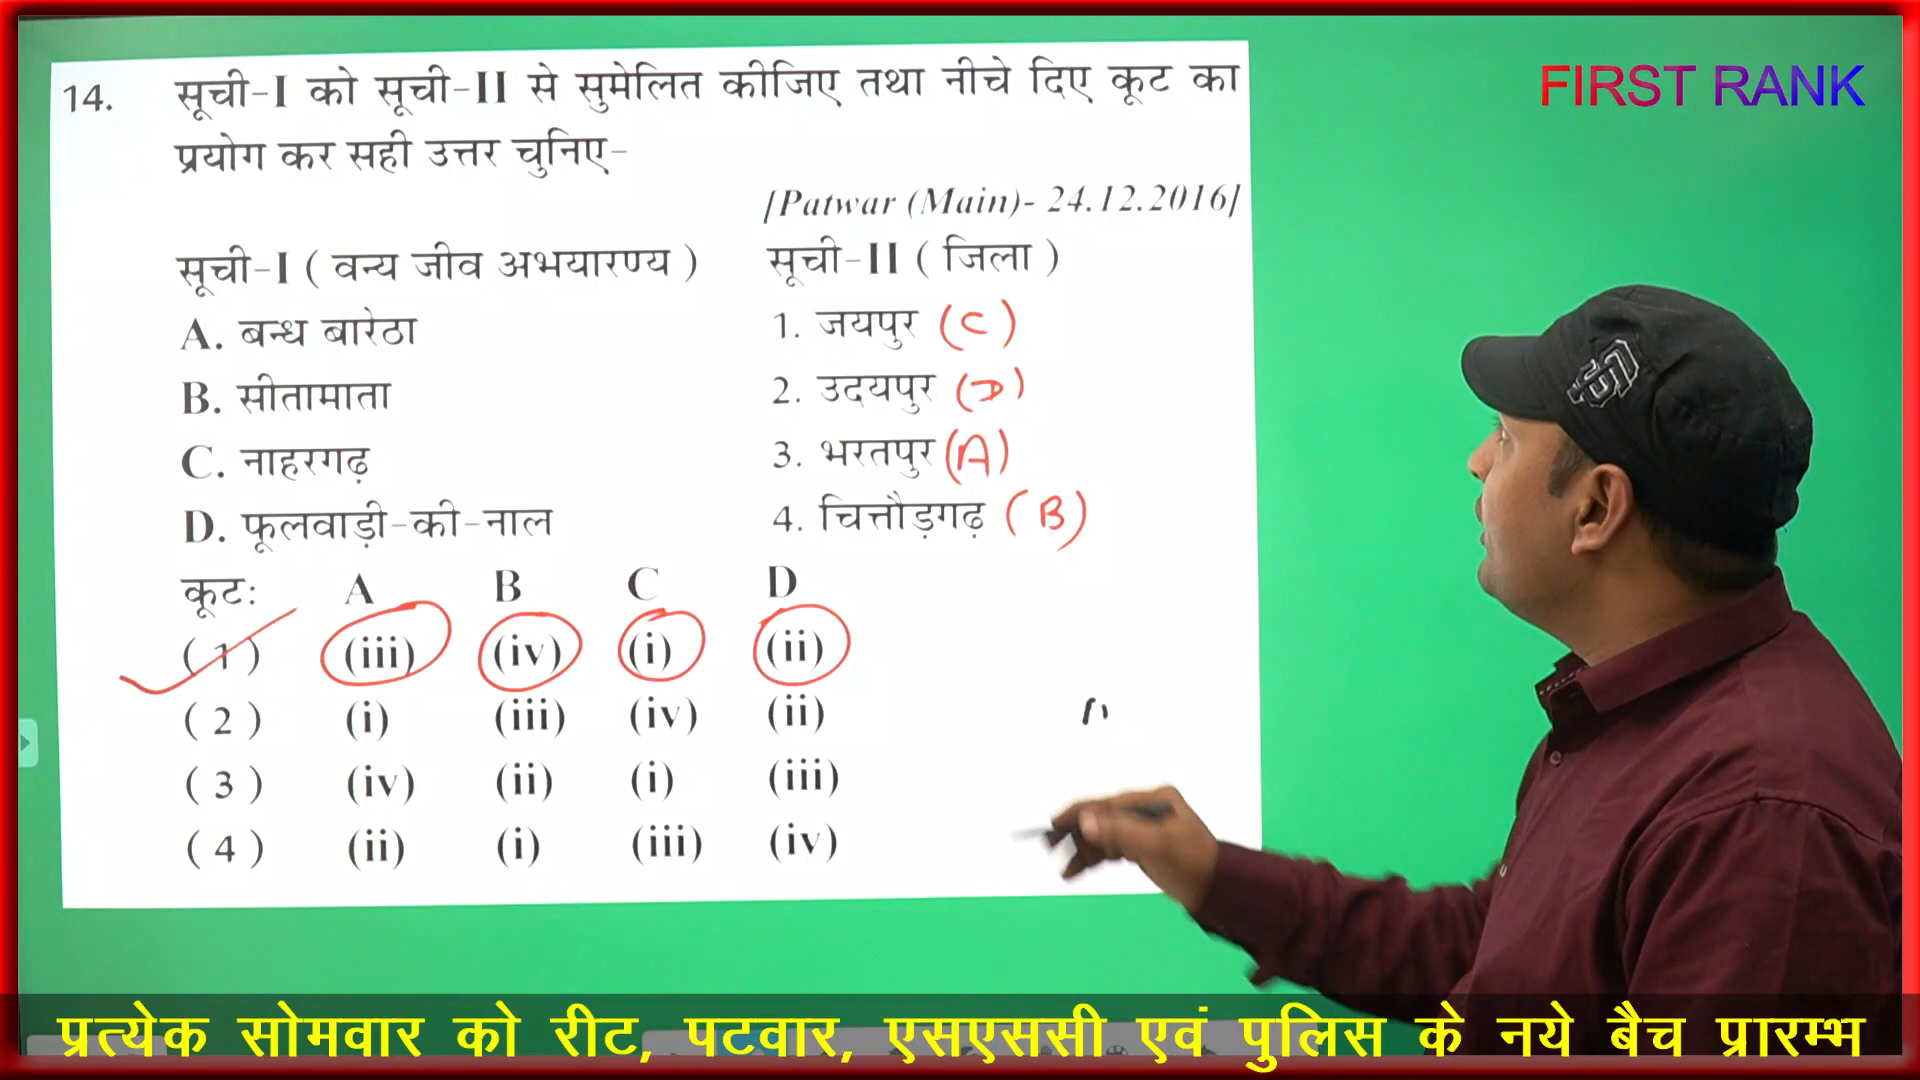 FIRST RANK
14. सूची-I को सूची-II से सुमेलित कीजिए तथा नीचे दिए कूट का
प्रयोग कर सही उत्तर चुनिए-
[Patwar (Main)- 24.12.2016]
सूची-I ( वन्य जीव अभयारण्य ) सूची-II ( जिला )
A. बन्ध बारेठा 1. जयपुर (C)
B. सीतामाता 2. उदयपुर (D)
C. नाहरगढ़ 3. भरतपुर (A)
D. फूलवाड़ी-की-नाल 4. चित्तौड़गढ़ (B)
कूट: A B C D
(1) (iii) (iv) (i) (ii)
(2) (i) (iii) (iv) (ii)
(3) (iv) (ii) (i) (iii)
(4) (ii) (i) (iii) (iv)
प्रत्येक सोमवार को रीट, पटवार, एसएससी एवं पुलिस के नये बैच प्रारम्भ